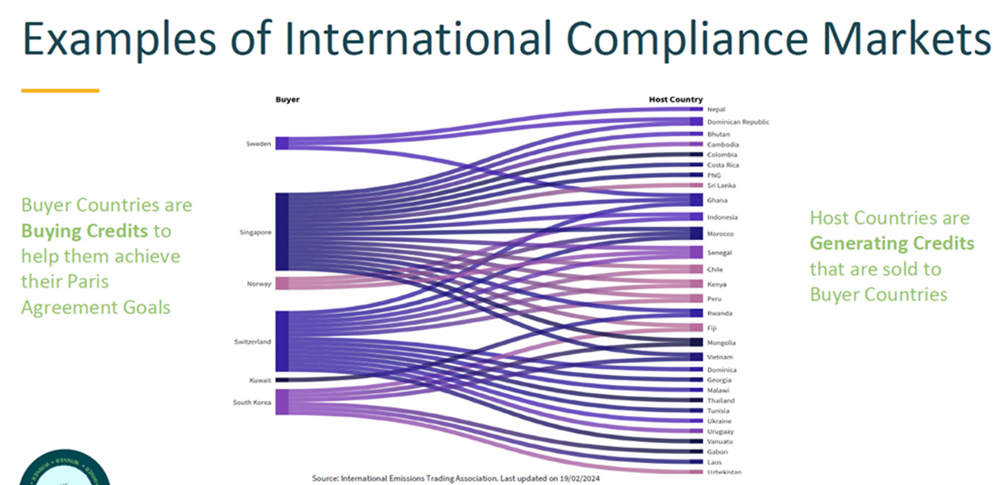 Examples of International Compliance Markets
Buyer
Host Country
Sweden
Singapore
Norway
Switzerland
Kuwait
South Korea
Nepal
Dominican Republic
Bhutan
Cambodia
Colombia
Costa Rica
PNG
Sri Lanka
Ghana
Indonesia
Morocco
Senegal
Chile
Kenya
Peru
Rwanda
Fiji
Mongolia
Vietnam
Dominica
Georgia
Malawi
Thailand
Tunisia
Ukraine
Uruguay
Vanuatu
Gabon
Laos
Uzbekistan
Buyer Countries are
Buying Credits to
help them achieve
their Paris
Agreement Goals
Host Countries are
Generating Credits
that are sold to
Buyer Countries
WINNER • WINNER • WINNER
Source: International Emissions Trading Association. Last updated on 19/02/2024